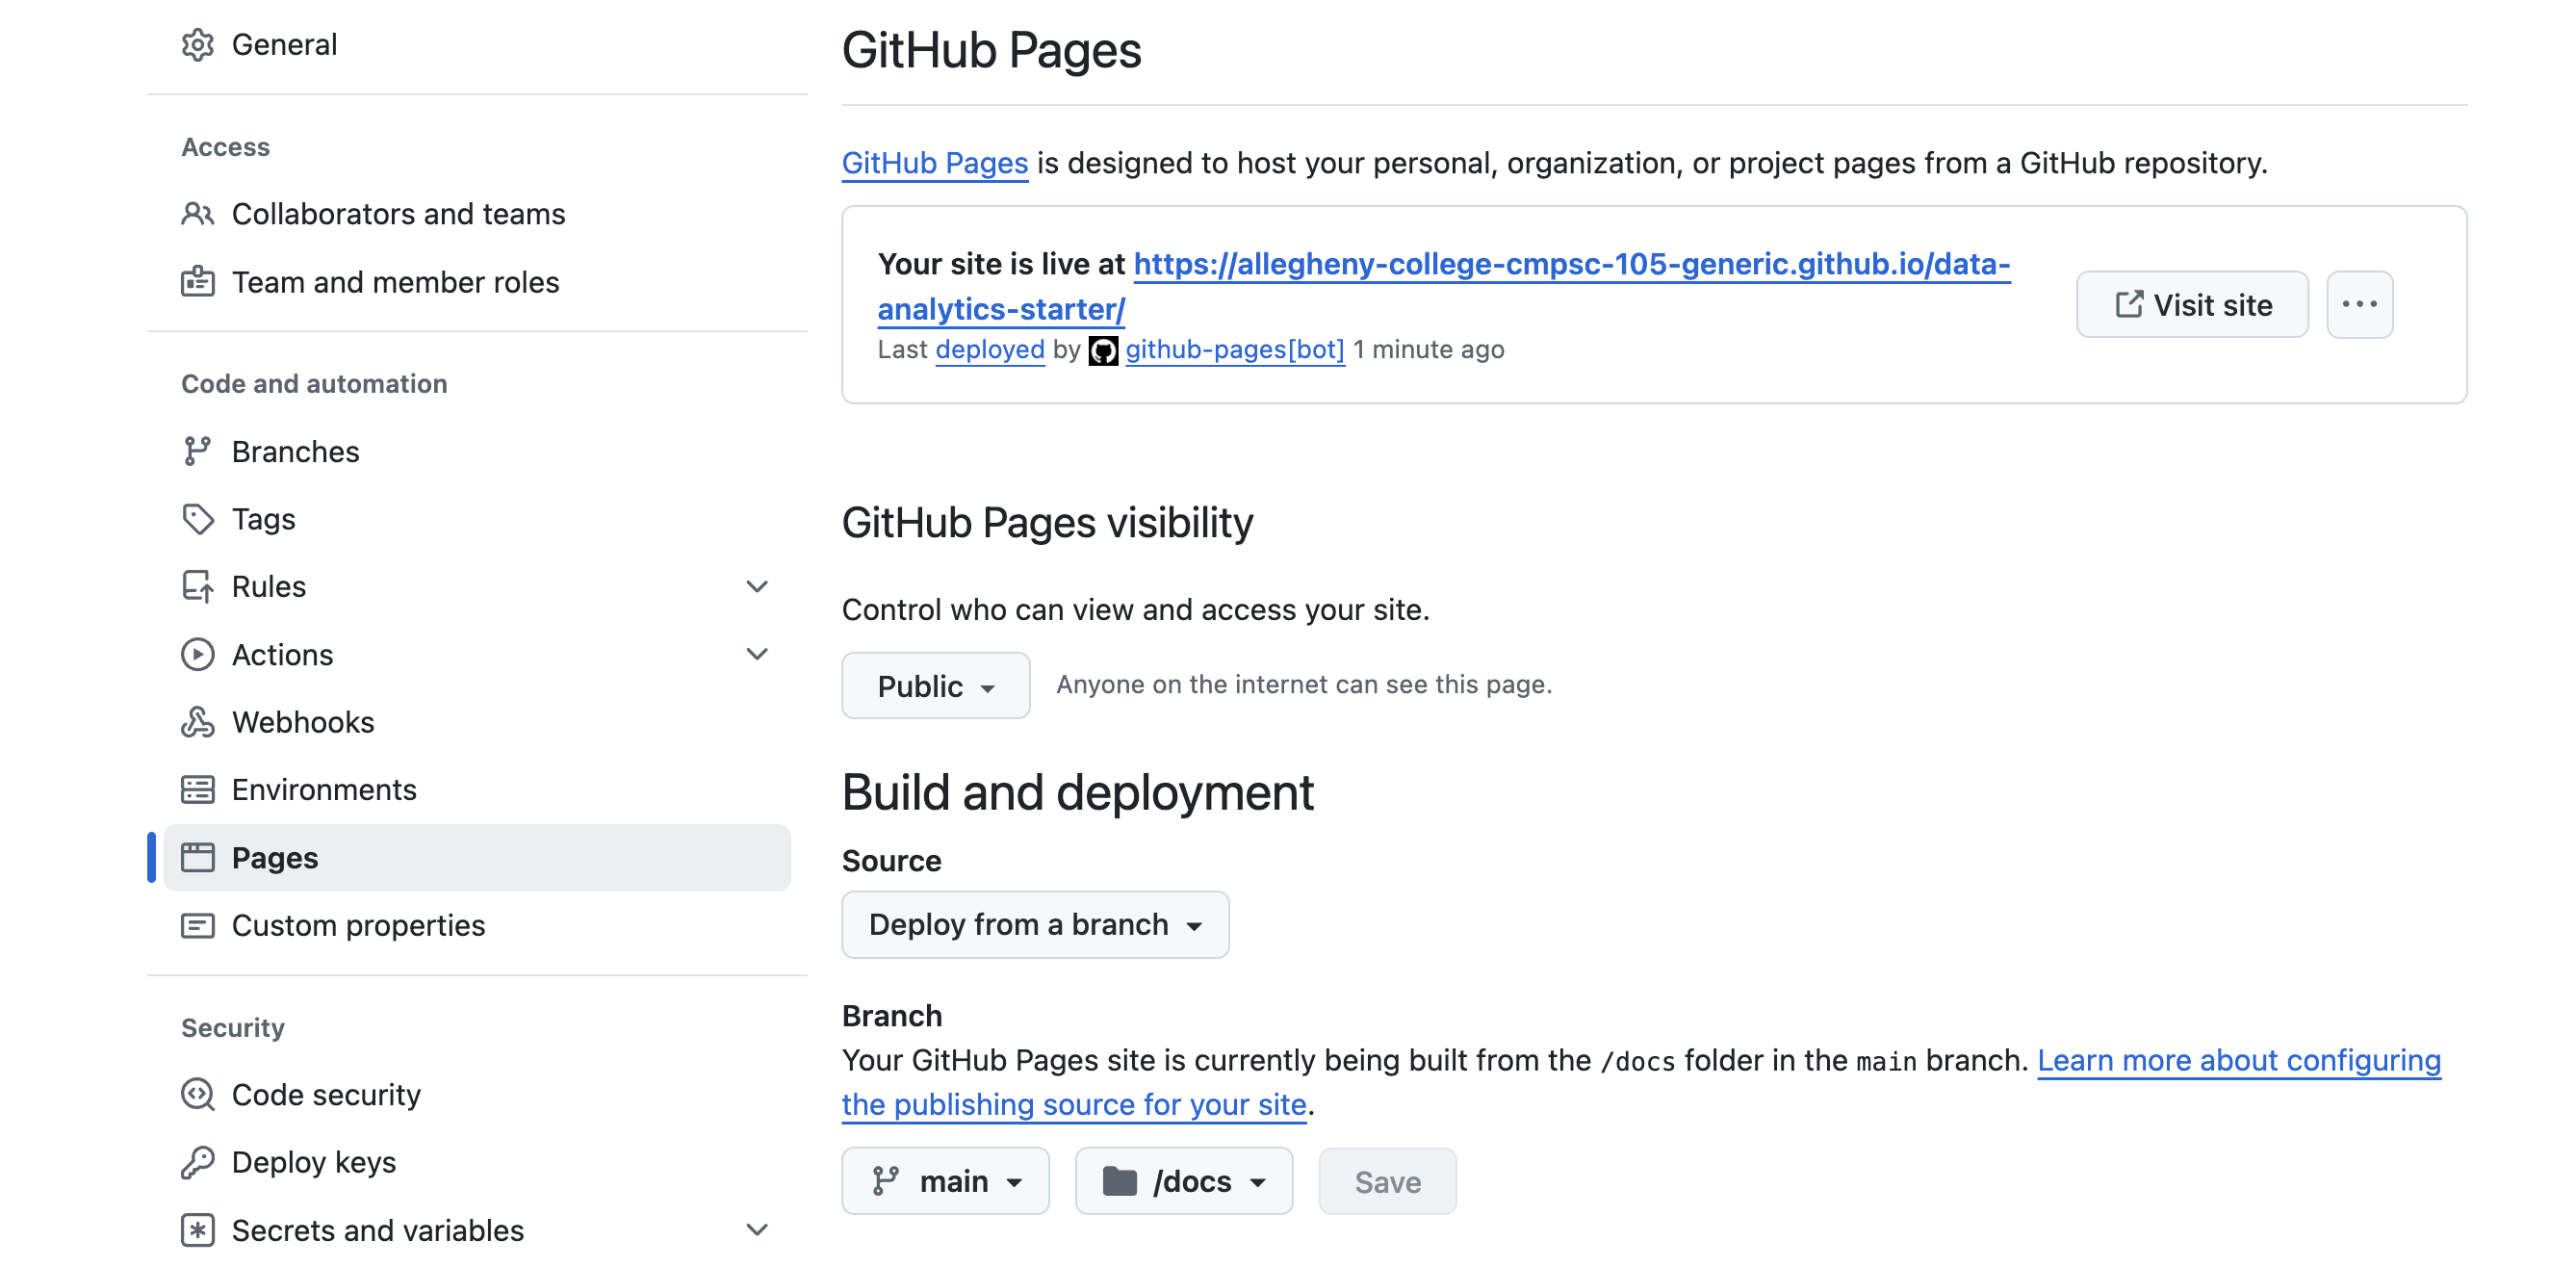 General
Access
Collaborators and teams
Team and member roles
Code and automation
Branches
Tags
Rules
Actions
Webhooks
Environments
Pages
Custom properties
Security
Code security
Deploy keys
Secrets and variables
GitHub Pages
GitHub Pages is designed to host your personal, organization, or project pages from a GitHub repository.
Your site is live at https://allegheny-college-cmpsc-105-generic.github.io/data-
analytics-starter/
Last deployed by github-pages[bot] 1 minute ago
Visit site
GitHub Pages visibility
Control who can view and access your site.
Public
Anyone on the internet can see this page.
Build and deployment
Source
Deploy from a branch
Branch
Your GitHub Pages site is currently being built from the /docs folder in the main branch. Learn more about configuring
the publishing source for your site.
main
/docs
Save